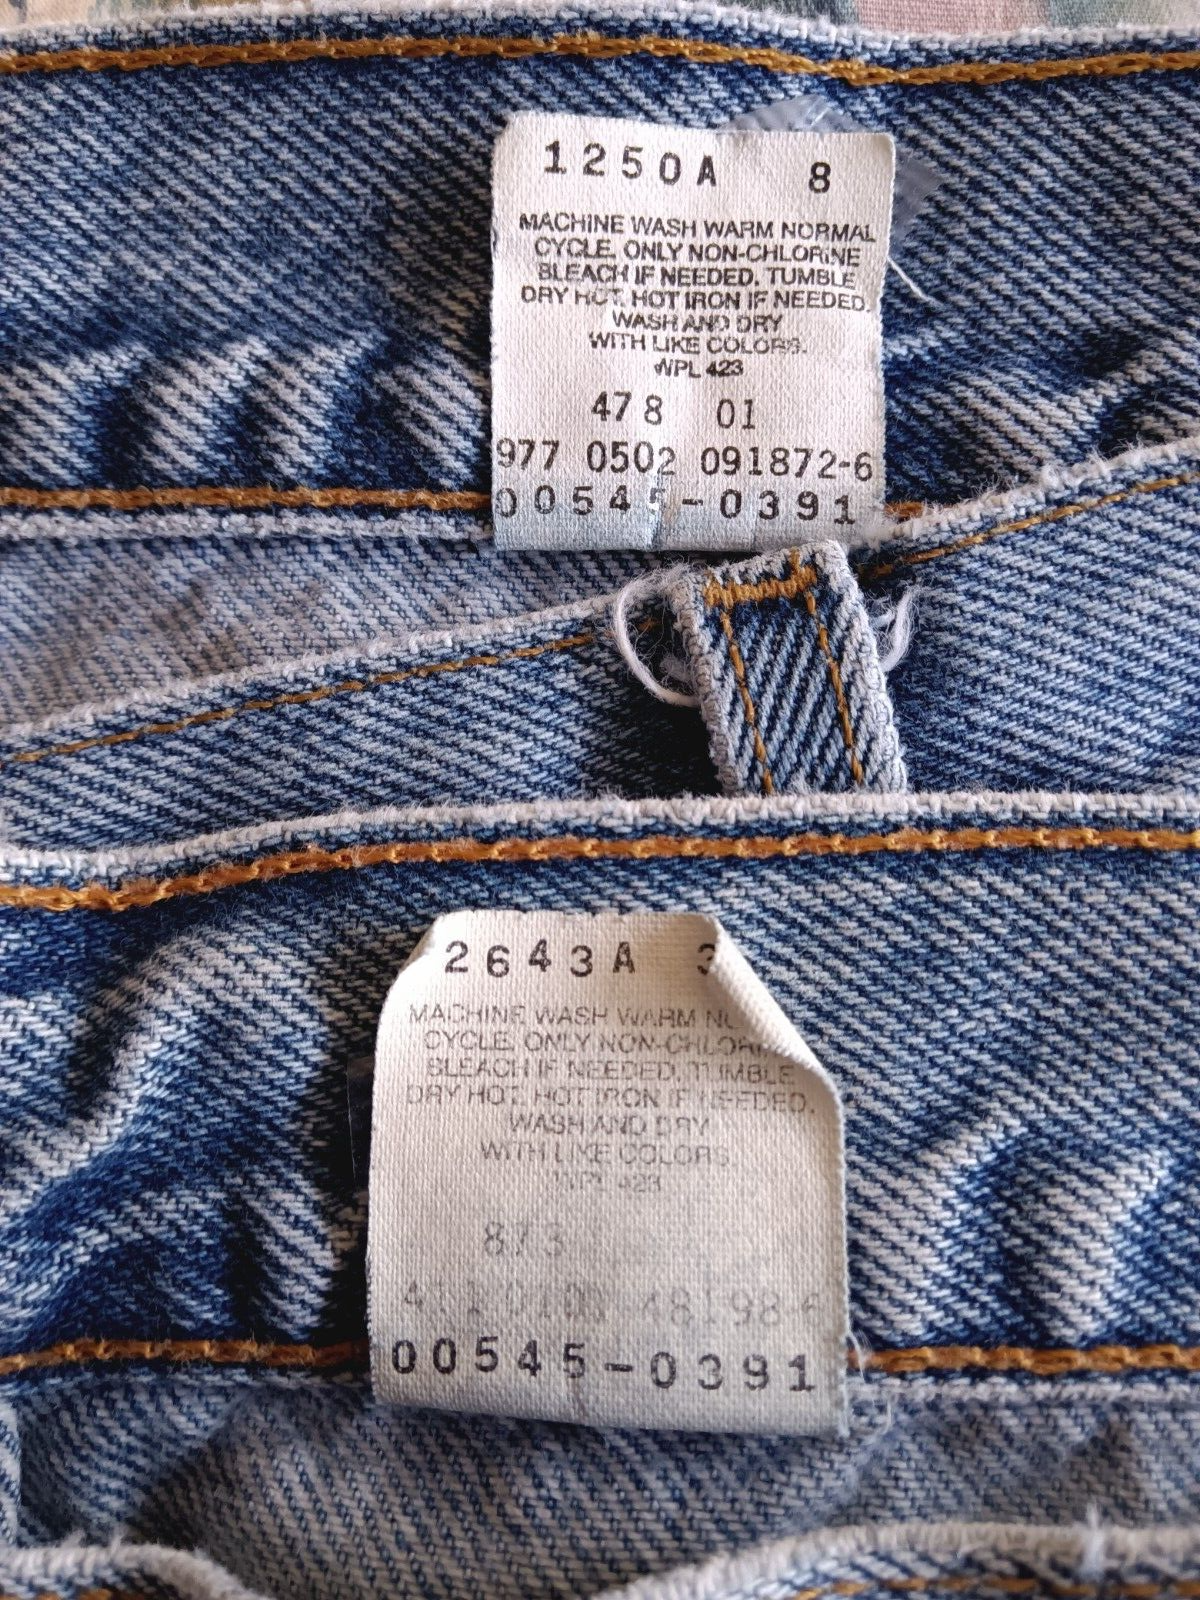 1250A 8
MACHINE WASH WARM NORMAL
CYCLE. ONLY NON-CHLORINE
BLEACH IF NEEDED. TUMBLE
DRY HOT. HOT IRON IF NEEDED.
WASH AND DRY
WITH LIKE COLORS.
WPL 423
478 01
977 0502 091872-6
00545-0391
2643A
MACHINE WASH WARM
CYCLE. ONLY
BLEACH IF NEEDED. TUMBLE
DRY HOT. HOT IRON IF NEEDED.
WASH AND DRY
WITH LIKE COLORS.
WPL 423
873
00545-0391